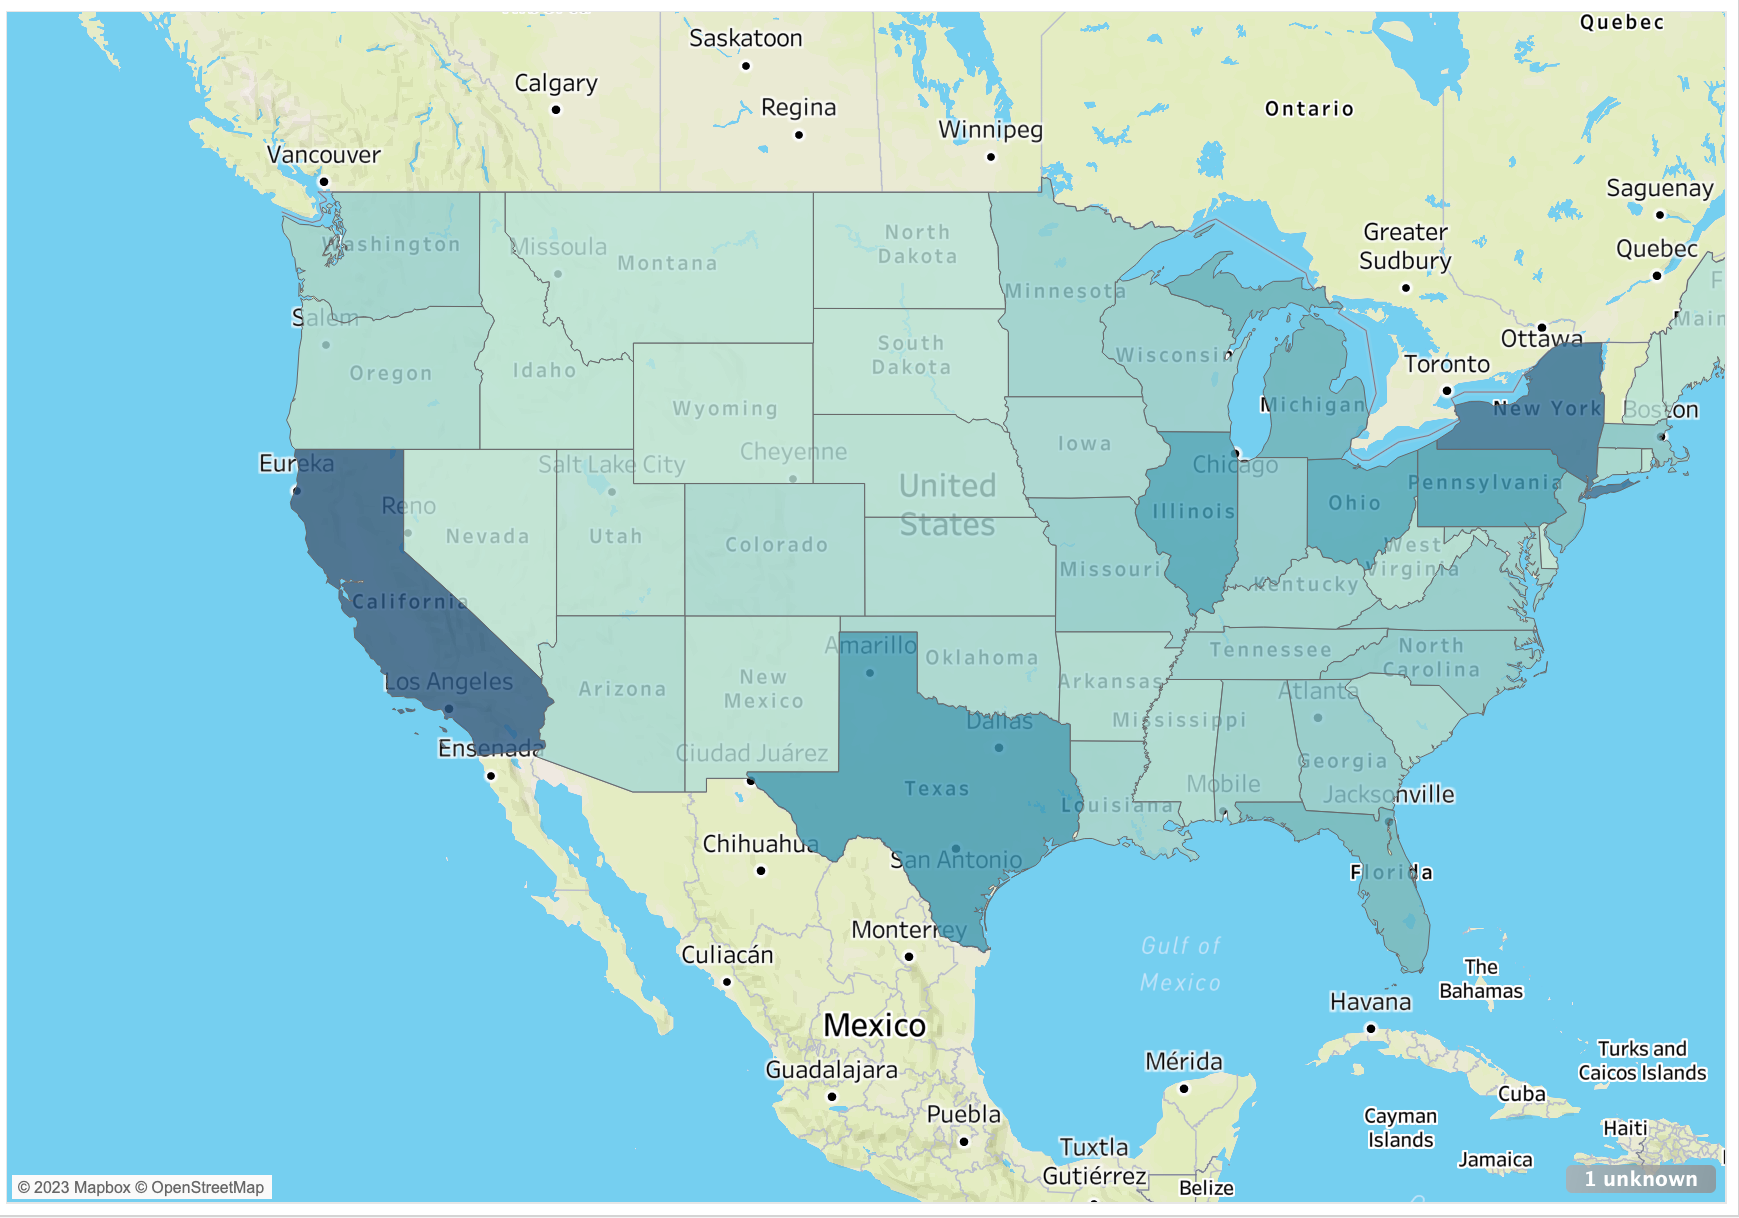 Quebec
Saskatoon
Calgary
Regina
Ontario
Winnipeg
Vancouver
Saguenay
Greater
Sudbury
Quebec
North
Dakota
Washington
Missoula
Montana
Minnesota
Salem
Main
Ottawa
South
Dakota
Wisconsin
Toronto
Oregon
Idaho
Wyoming
Michigan
New York
Boston
Iowa
Cheyenne
Eureka
Salt Lake City
Chicago
United
States
Pennsylvania
Reno
Illinois
Ohio
Nevada
Utah
Colorado
West
Virginia
Missouri
Kentucky
California
Amarillo
Oklahoma
Tennessee
North
Carolina
Los Angeles
Arizona
New
Mexico
Arkansas
Atlanta
Mississippi
Dallas
Ensenada
Ciudad Juárez
Georgia
Texas
Mobile
Jacksonville
Louisiana
Chihuahua
San Antonio
Florida
Monterrey
Culiacán
Gulf of
Mexico
The
Bahamas
Havana
Mexico
Mérida
Turks and
Caicos Islands
Guadalajara
Cuba
Puebla
Cayman
Islands
Haiti
Tuxtla
Gutiérrez
Jamaica
Belize
1 unknown
© 2023 Mapbox © OpenStreetMap